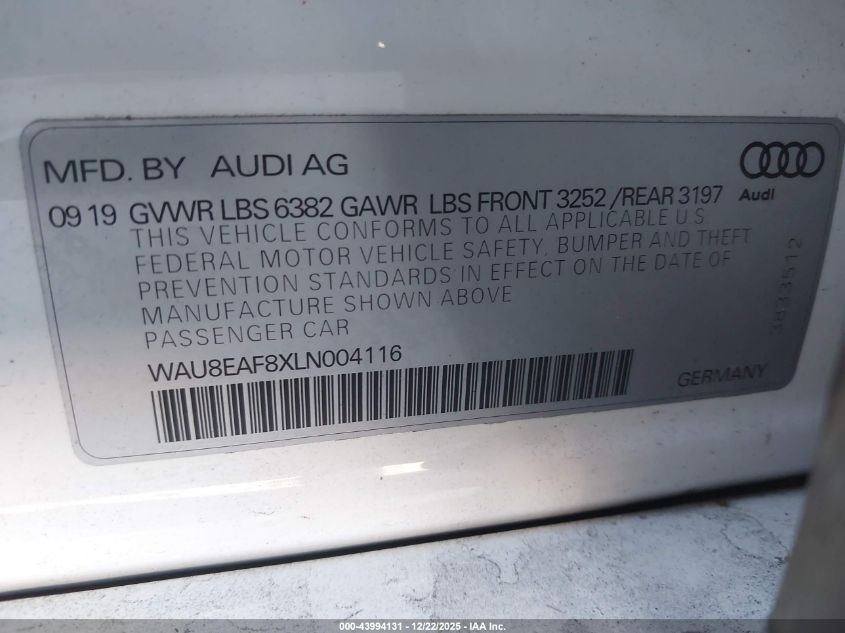 MFD. BY AUDI AG
Audi
09 19 GVWR LBS 6382 GAWR LBS FRONT 3252 /REAR 3197
THIS VEHICLE CONFORMS TO ALL APPLICABLE U.S.
FEDERAL MOTOR VEHICLE SAFETY, BUMPER AND THEFT
PREVENTION STANDARDS IN EFFECT ON THE DATE OF
MANUFACTURE SHOWN ABOVE
PASSENGER CAR
WAU8EAF8XLN004116
3833512
GERMANY
000-43994131 - 12/22/2025 - IAA Inc.